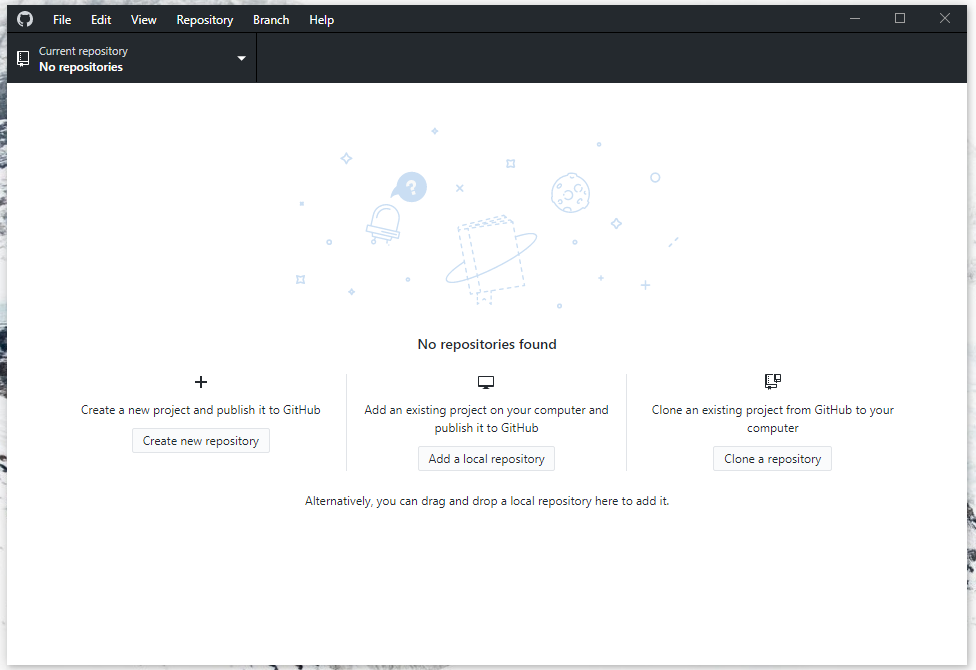 File Edit View Repository Branch Help
Current repository
No repositories
?
No repositories found
Create a new project and publish it to GitHub
Create new repository
Add an existing project on your computer and
publish it to GitHub
Add a local repository
Clone an existing project from GitHub to your
computer
Clone a repository
Alternatively, you can drag and drop a local repository here to add it.